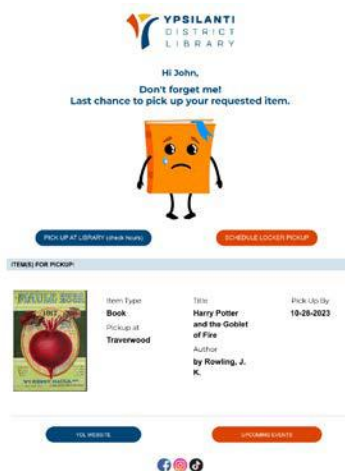 YPSILANTI
DISTRICT
LIBRARY
Hi John,
Don't forget me!
Last chance to pick up your requested item.
PICK UP AT LIBRARY (check hours)
SCHEDULE LOCKER PICKUP
ITEM(S) FOR PICKUP:
Item Type
Book
Pickup at
Traverwood
Title
Harry Potter
and the Goblet
of Fire
Author
by Rowling, J.
K.
Pick Up By
10-28-2023
YDL WEBSITE
UPCOMING EVENTS